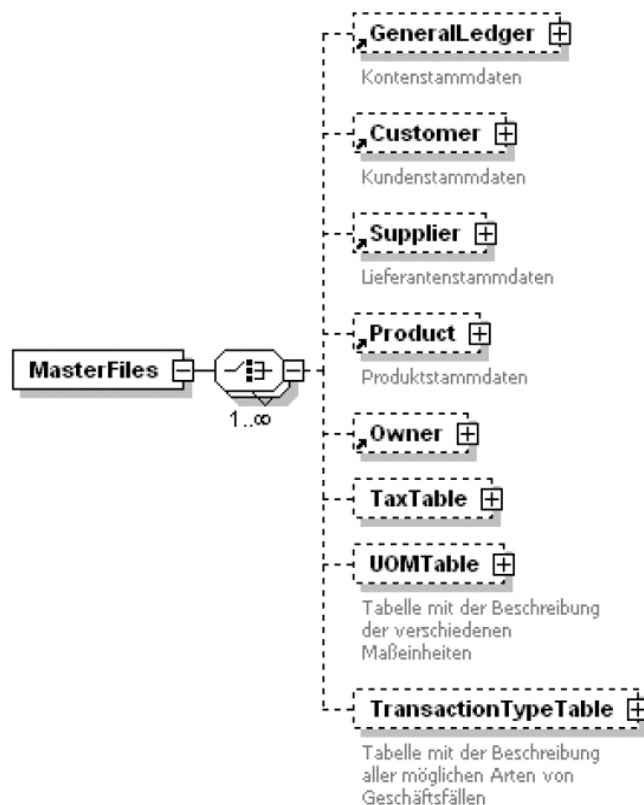 GeneralLedger
Kontenstammdaten
Customer
Kundenstammdaten
Supplier
Lieferantenstammdaten
Product
Produktstammdaten
MasterFiles
1..∞
Owner
TaxTable
UOMTable
Tabelle mit der Beschreibung
der verschiedenen
Maßeinheiten
TransactionTypeTable
Tabelle mit der Beschreibung
aller möglichen Arten von
Geschäftsfällen